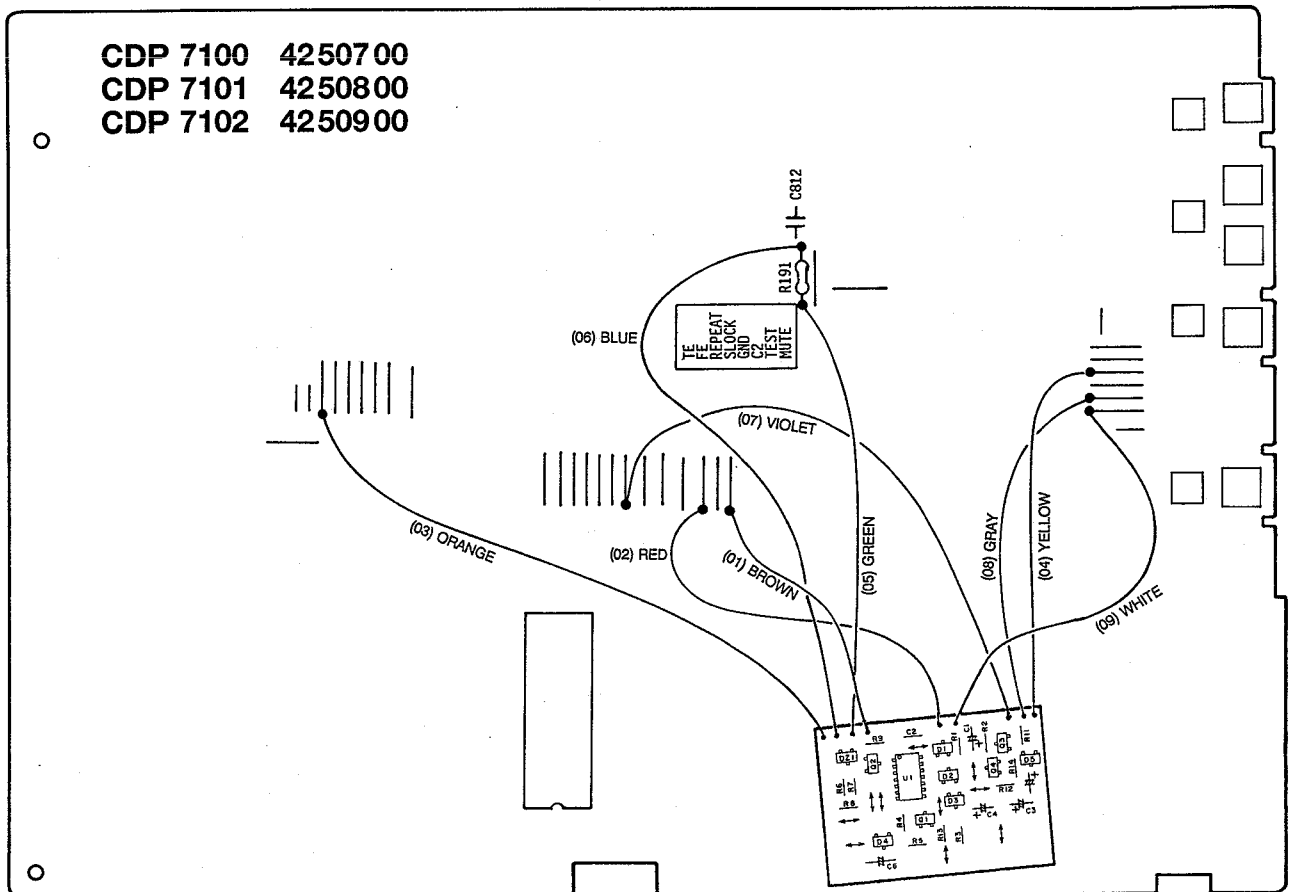 CDP 7100 4250700
CDP 7101 4250800
CDP 7102 4250900
C812
R191
(06) BLUE
TE
FE
REPEAT
SLOCK
GND
C2
TEST
MUTE
(07) VIOLET
(03) ORANGE
(02) RED
(01) BROWN
(05) GREEN
(08) GRAY
(04) YELLOW
(09) WHITE
R9
C2
D1
R1
C1
R2
Q3
R11
DZ1
Q2
U1
D2
Q4
R14
D5
R6
R7
R8
D3
R12
R4
Q1
C4
C3
D4
R5
R13
R3
C5